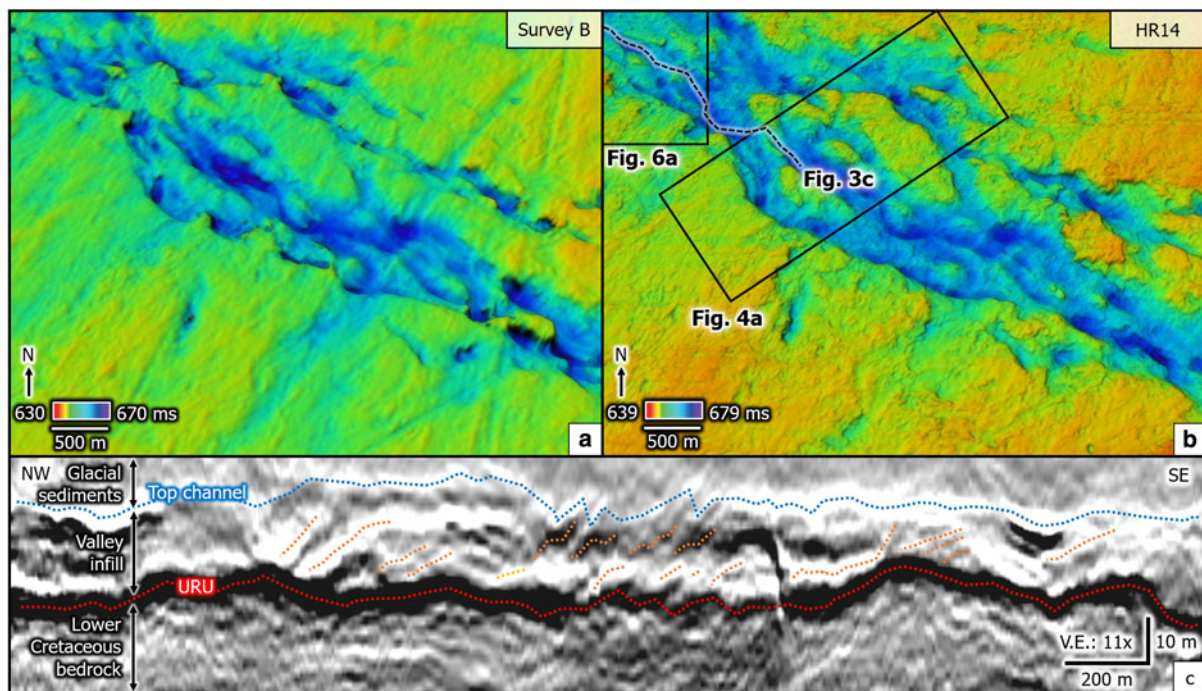 Survey B
N
630 670 ms
500 m
a
HR14
Fig. 6a
Fig. 3c
Fig. 4a
N
639 679 ms
500 m
b
NW
SE
Glacial
sediments
Top channel
Valley
infill
URU
Lower
Cretaceous
bedrock
V.E.: 11x
10 m
200 m
c